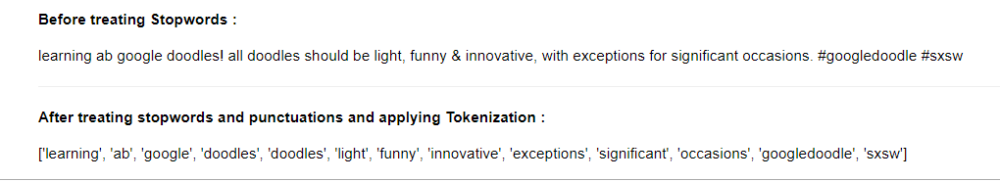 Before treating Stopwords :
learning ab google doodles! all doodles should be light, funny & innovative, with exceptions for significant occasions. #googledoodle #sxsw
After treating stopwords and punctuations and applying Tokenization :
['learning', 'ab', 'google', 'doodles', 'doodles', 'light', 'funny', 'innovative', 'exceptions', 'significant', 'occasions', 'googledoodle', 'sxsw']